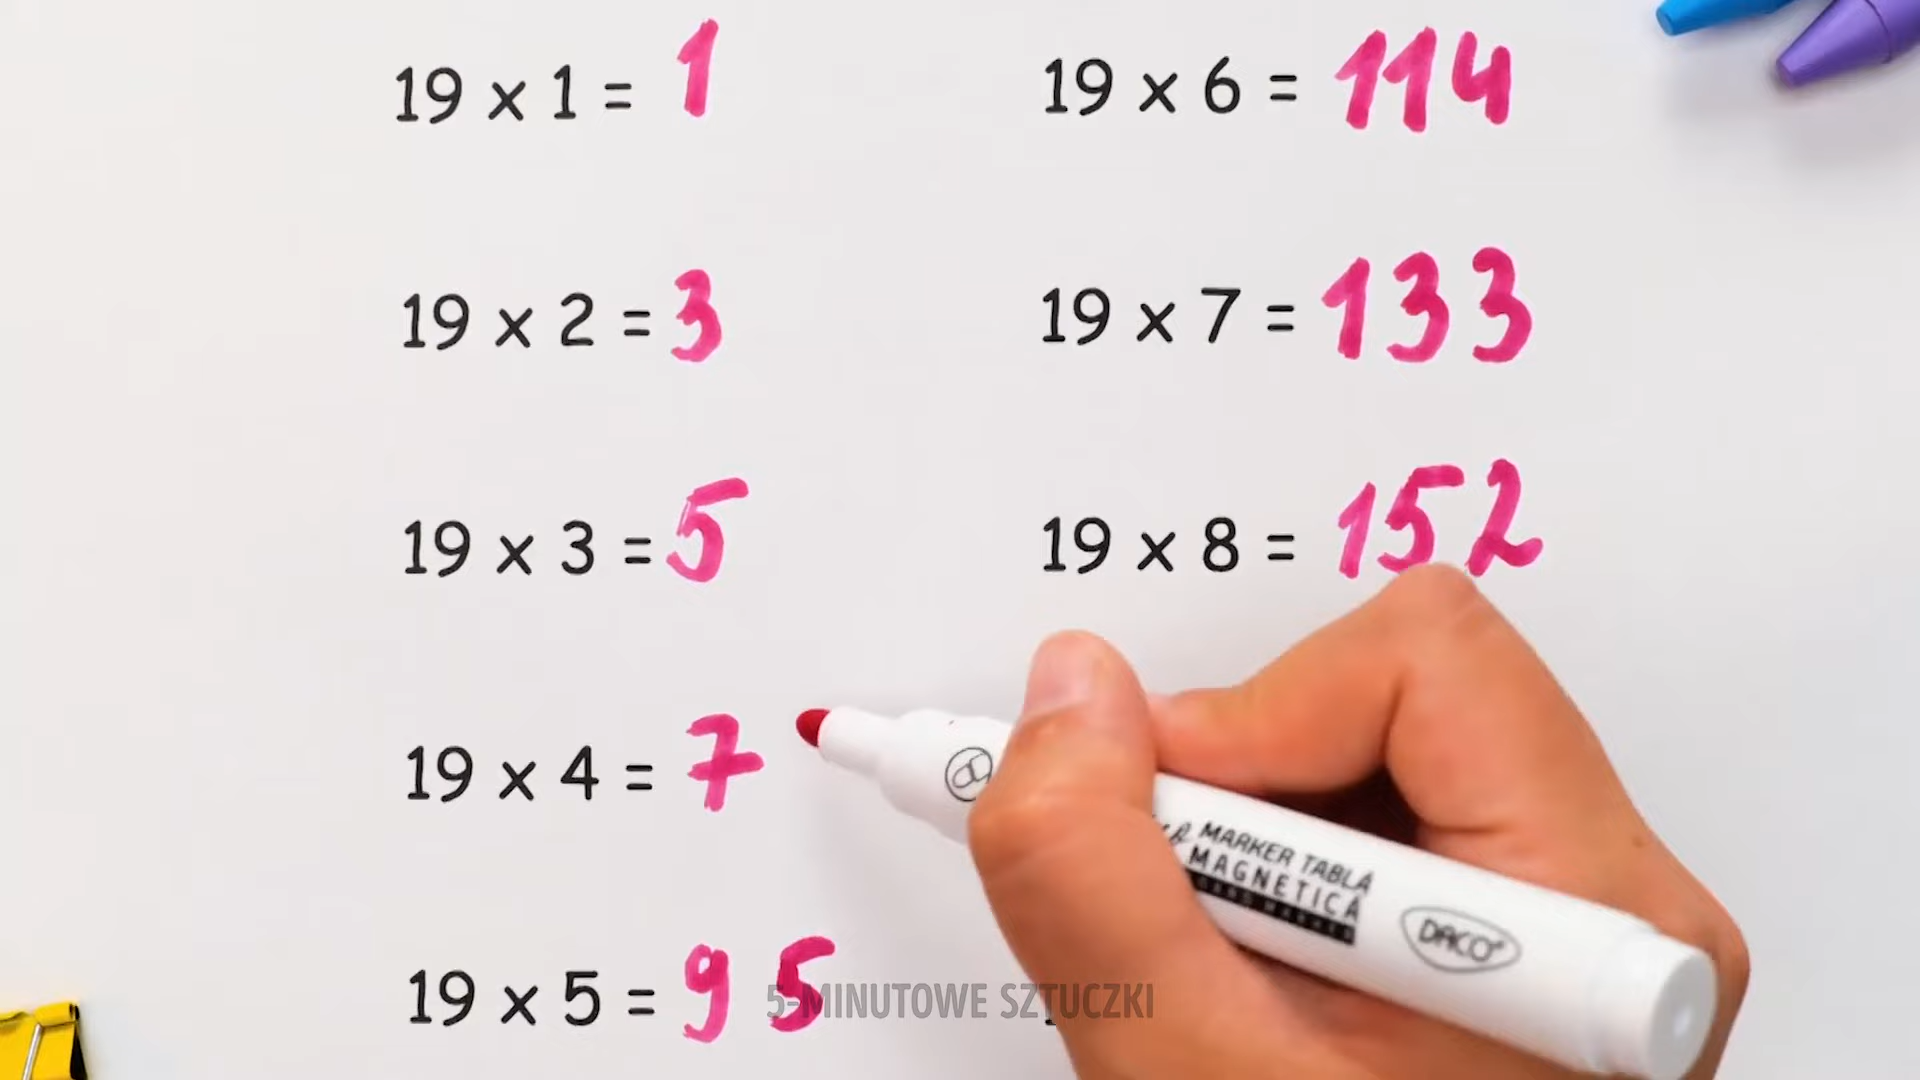 19 x 1 = 1
19 x 2 = 3
19 x 3 = 5
19 x 4 = 7
19 x 5 = 95
19 x 6 = 114
19 x 7 = 133
19 x 8 = 152
MARKER TABLA
MAGNETICA
DACO
5-MINUTOWE SZTUCZKI